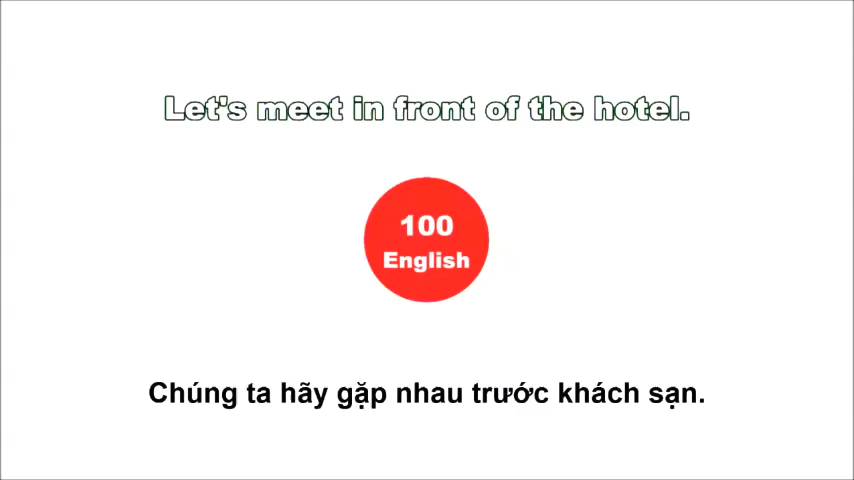 Let's meet in front of the hotel.
100
English
Chúng ta hãy gặp nhau trước khách sạn.